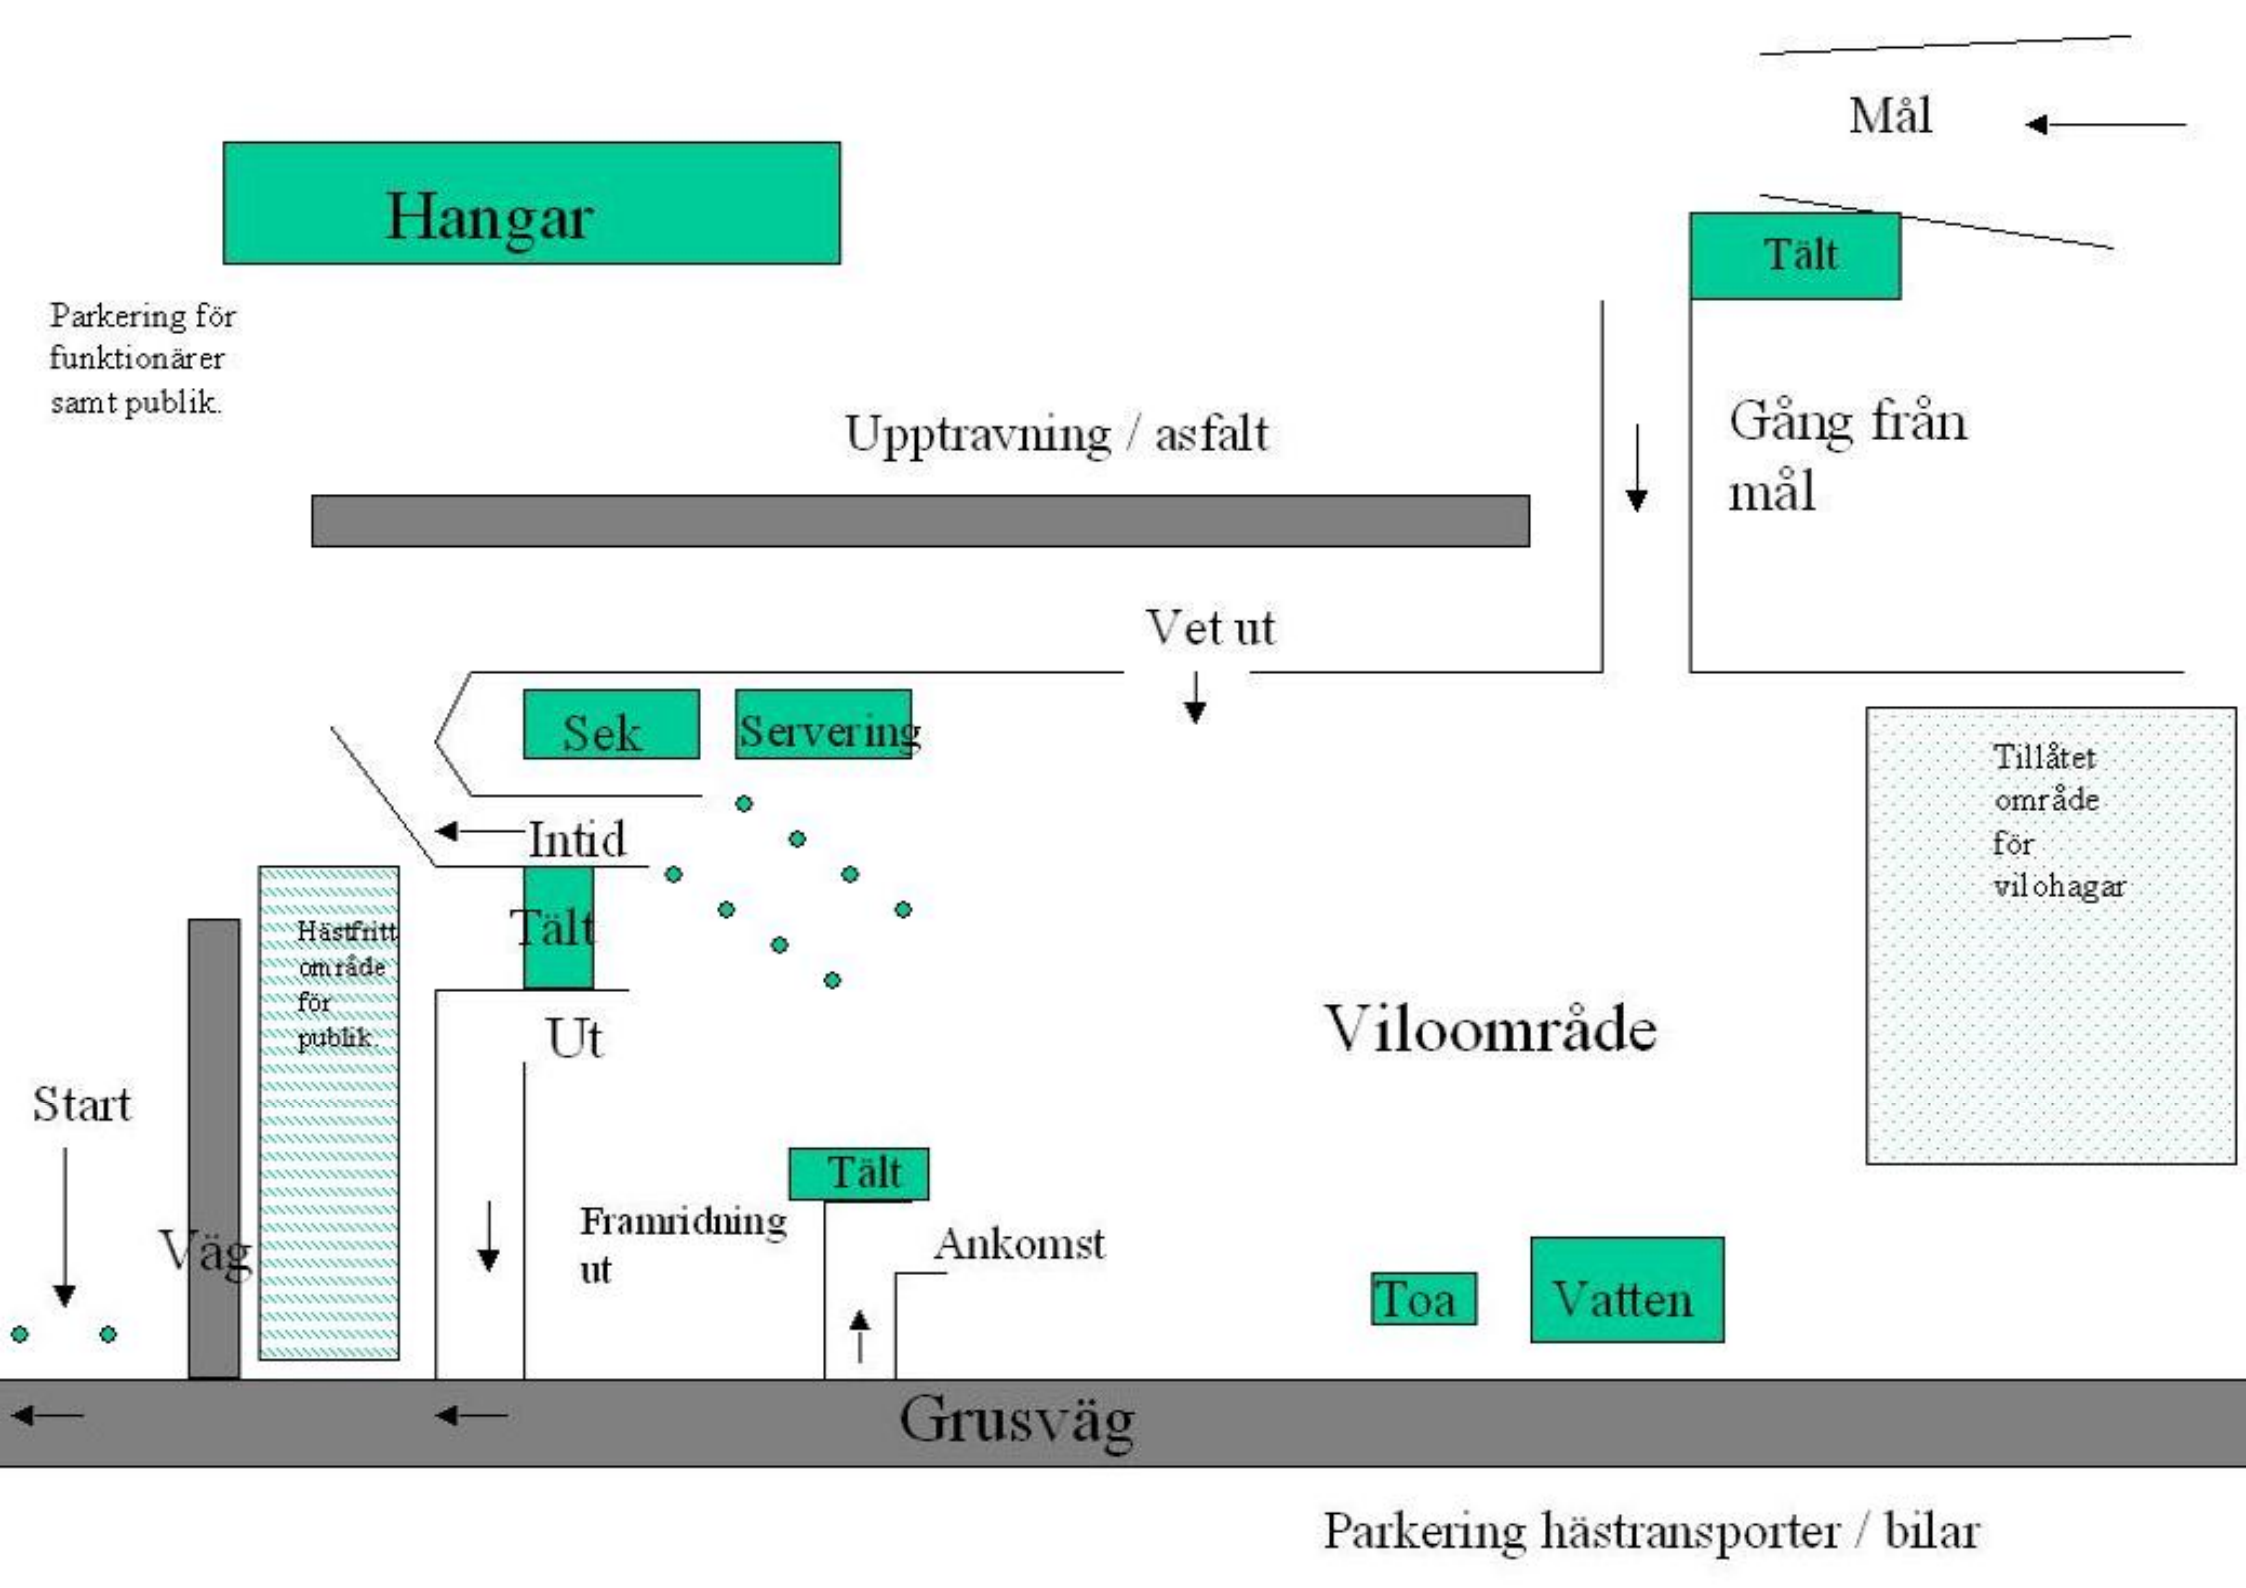 Mål
Hangar
Tält
Parkering för
funktionärer
samt publik.
Upptravning / asfalt
Gång från
mål
Vet ut
Sek
Servering
Tillåtet
område
för
vilohagar
Intid
Tält
Hästfritt
område
för
publik.
Ut
Viloområde
Start
Tält
Framridning
ut
Ankomst
Väg
Toa
Vatten
Grusväg
Parkering hästransporter / bilar